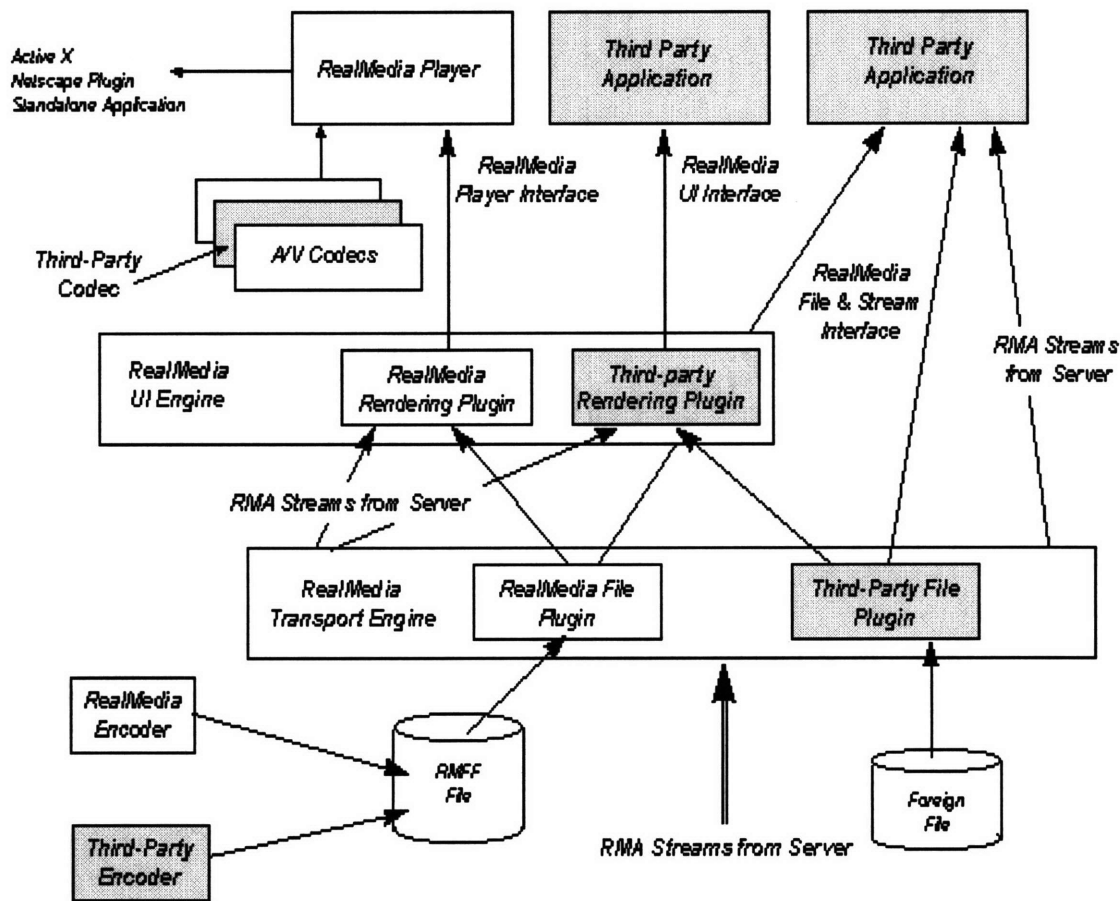 Active X
Netscape Plugin
Standalone Application
RealMedia Player
Third Party
Application
Third Party
Application
RealMedia
Player Interface
RealMedia
UI Interface
Third-Party
Codec
A/V Codecs
RealMedia
File & Stream
Interface
RMA Streams
from Server
RealMedia
UI Engine
RealMedia
Rendering Plugin
Third-party
Rendering Plugin
RMA Streams from Server
RealMedia
Transport Engine
RealMedia File
Plugin
Third-Party File
Plugin
RealMedia
Encoder
RMFF
File
Foreign
File
Third-Party
Encoder
RMA Streams from Server